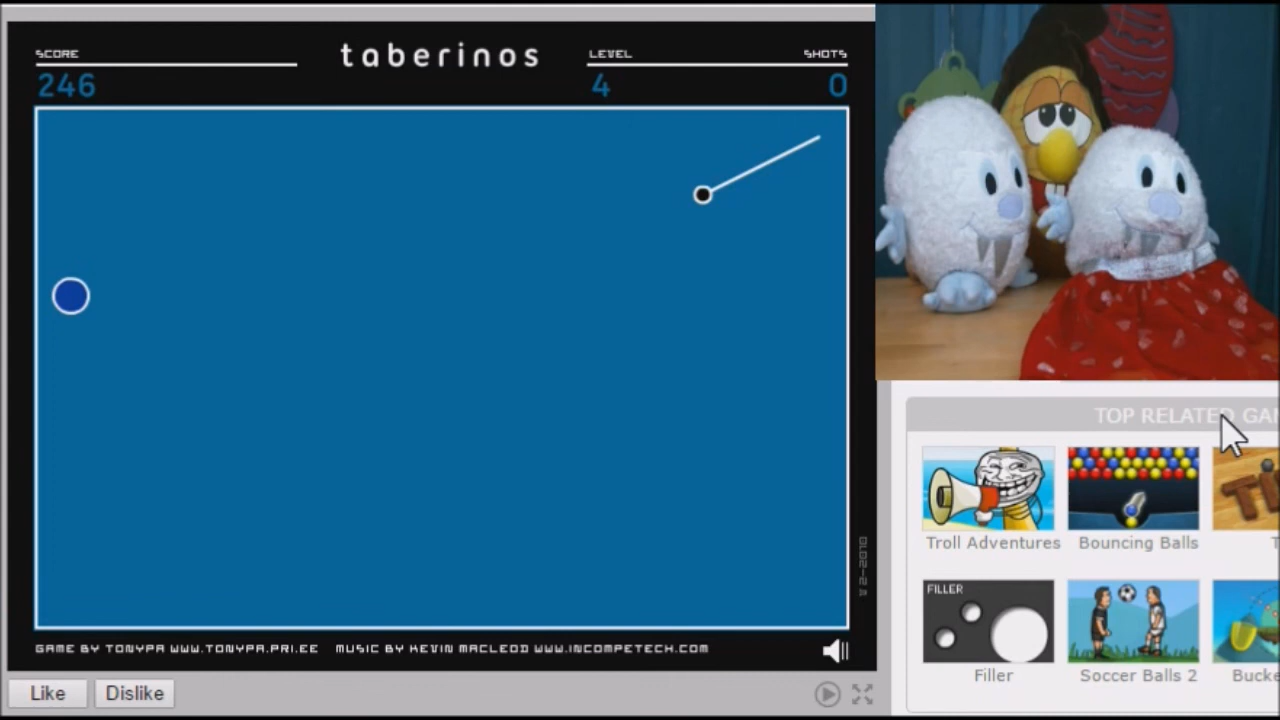 SCORE
taberinos
LEVEL
SHOTS
246
4
0
GAME BY TONYPA WWW.TONYPA.PRI.EE
MUSIC BY KEVIN MACLEOD WWW.INCOMPETECH.COM
Like
Dislike
TOP RELATED
Troll Adventures
Bouncing Balls
FILLER
Filler
Soccer Balls 2